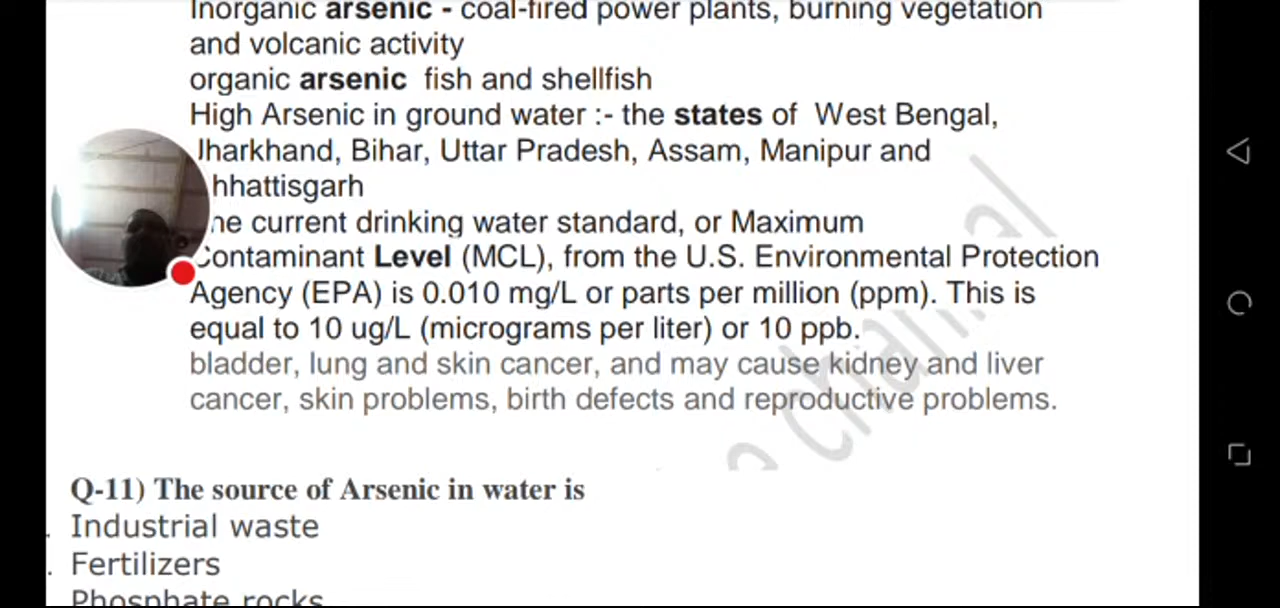 Inorganic arsenic - coal-fired power plants, burning vegetation
and volcanic activity
organic arsenic fish and shellfish
High Arsenic in ground water :- the states of West Bengal,
Jharkhand, Bihar, Uttar Pradesh, Assam, Manipur and
hhattisgarh
he current drinking water standard, or Maximum
Contaminant Level (MCL), from the U.S. Environmental Protection
Agency (EPA) is 0.010 mg/L or parts per million (ppm). This is
equal to 10 ug/L (micrograms per liter) or 10 ppb.
bladder, lung and skin cancer, and may cause kidney and liver
cancer, skin problems, birth defects and reproductive problems.
Q-11) The source of Arsenic in water is
. Industrial waste
. Fertilizers
Phosphate rocks